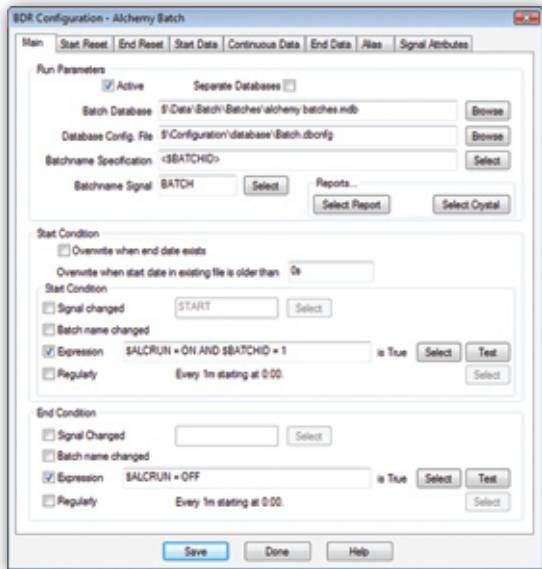 BDR Configuration - Alchemy Batch
Main Start Reset End Reset Start Data Continuous Data End Data Alias Signal Attributes
Run Parameters
Active Separate Databases
Batch Database $\Data\Batch\Batches\alchemy batches.mdb Browse
Database Config. File $\Configuration\database\Batch.dbcnfg Browse
Batchname Specification <$BATCHID> Select
Batchname Signal BATCH Select Reports...
Select Report Select Crystal
Start Condition
Overwrite when end date exists
Overwrite when start date in existing file is older than 0s
Start Condition
Signal changed START Select
Batch name changed
Expression $ALCRUN = ON AND $BATCHID = 1 is True Select Test
Regularly Every 1m starting at 0:00. Select
End Condition
Signal Changed Select
Batch name changed
Expression $ALCRUN = OFF is True Select Test
Regularly Every 1m starting at 0:00. Select
Save Done Help